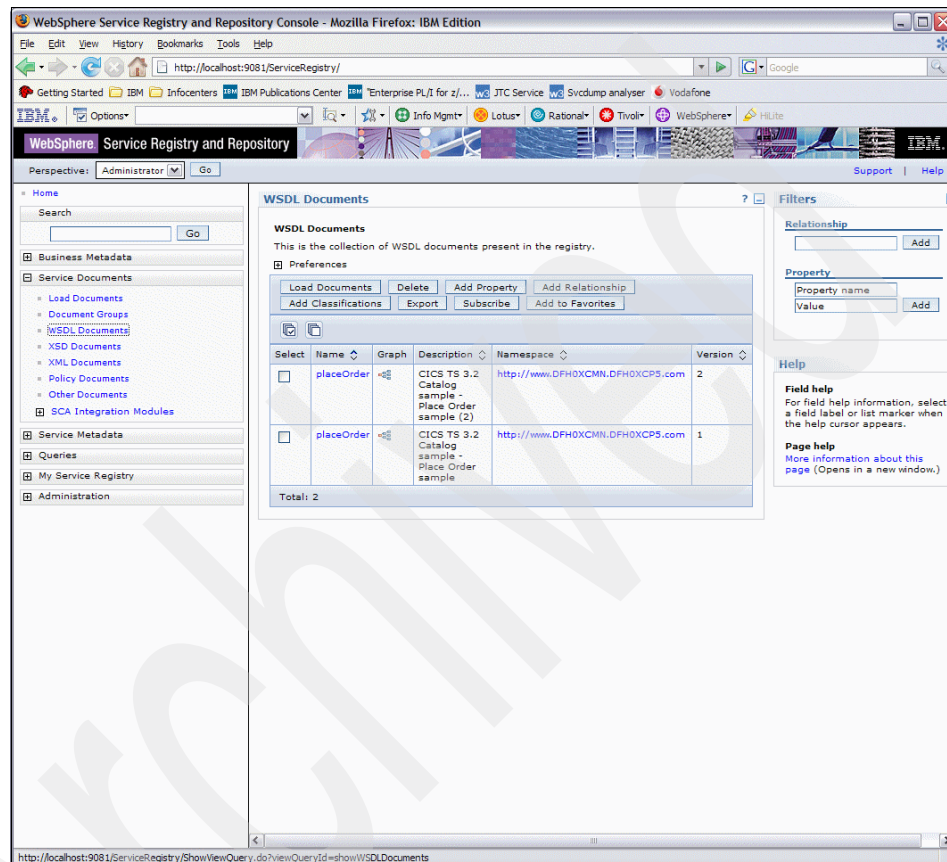 WebSphere Service Registry and Repository Console - Mozilla Firefox: IBM Edition
File Edit View History Bookmarks Tools Help
http://localhost:9081/ServiceRegistry/
Google
Getting Started IBM Infocenters IBM Publications Center "Enterprise PL/I for z/... JTC Service Svcdump analyser Vodafone
IBM. Options Info Mgmt Lotus Rational Tivoli WebSphere HiLite
WebSphere. Service Registry and Repository
IBM.
Perspective: Administrator Go
Support | Help
Home
Search
Go
Business Metadata
Service Documents
Load Documents
Document Groups
WSDL Documents
XSD Documents
XML Documents
Policy Documents
Other Documents
SCA Integration Modules
Service Metadata
Queries
My Service Registry
Administration
WSDL Documents ?
WSDL Documents
This is the collection of WSDL documents present in the registry.
Preferences
Load Documents Delete Add Property Add Relationship
Add Classifications Export Subscribe Add to Favorites
Select Name Graph Description Namespace Version
placeOrder CICS TS 3.2 http://www.DFH0XCMN.DFH0XCP5.com 2
Catalog
sample -
Place Order
sample (2)
placeOrder CICS TS 3.2 http://www.DFH0XCMN.DFH0XCP5.com 1
Catalog
sample -
Place Order
sample
Total: 2
Filters
Relationship
Add
Property
Property name
Value Add
Help
Field help
For field help information, select
a field label or list marker when
the help cursor appears.
Page help
More information about this
page (Opens in a new window.)
http://localhost:9081/ServiceRegistry/ShowViewQuery.do?viewQueryId=showWSDLDocuments
rchived